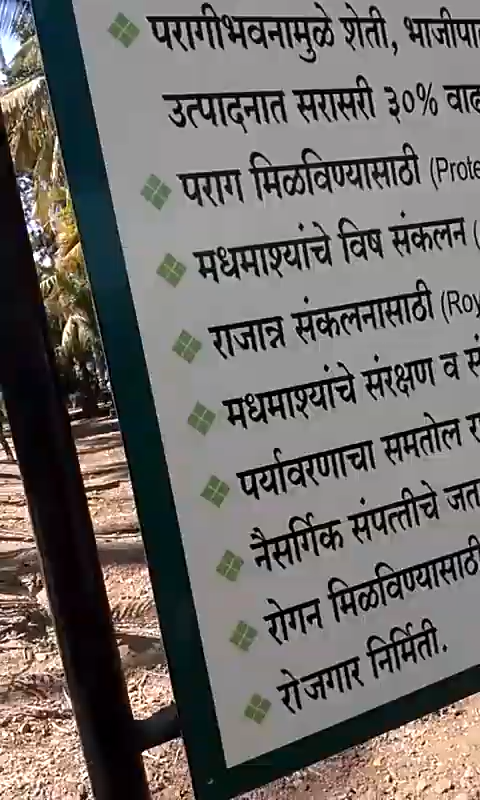 परागीभवनामुळे शेती, भाजीपा
उत्पादनात सरासरी ३०% वाढ
पराग मिळविण्यासाठी (Prote
मधमाश्यांचे विष संकलन (
राजान्न संकलनासाठी (Roy
मधमाश्यांचे संरक्षण व सं
पर्यावरणाचा समतोल रा
नैसर्गिक संपत्तीचे जत
रोगन मिळविण्यासाठी
रोजगार निर्मिती.